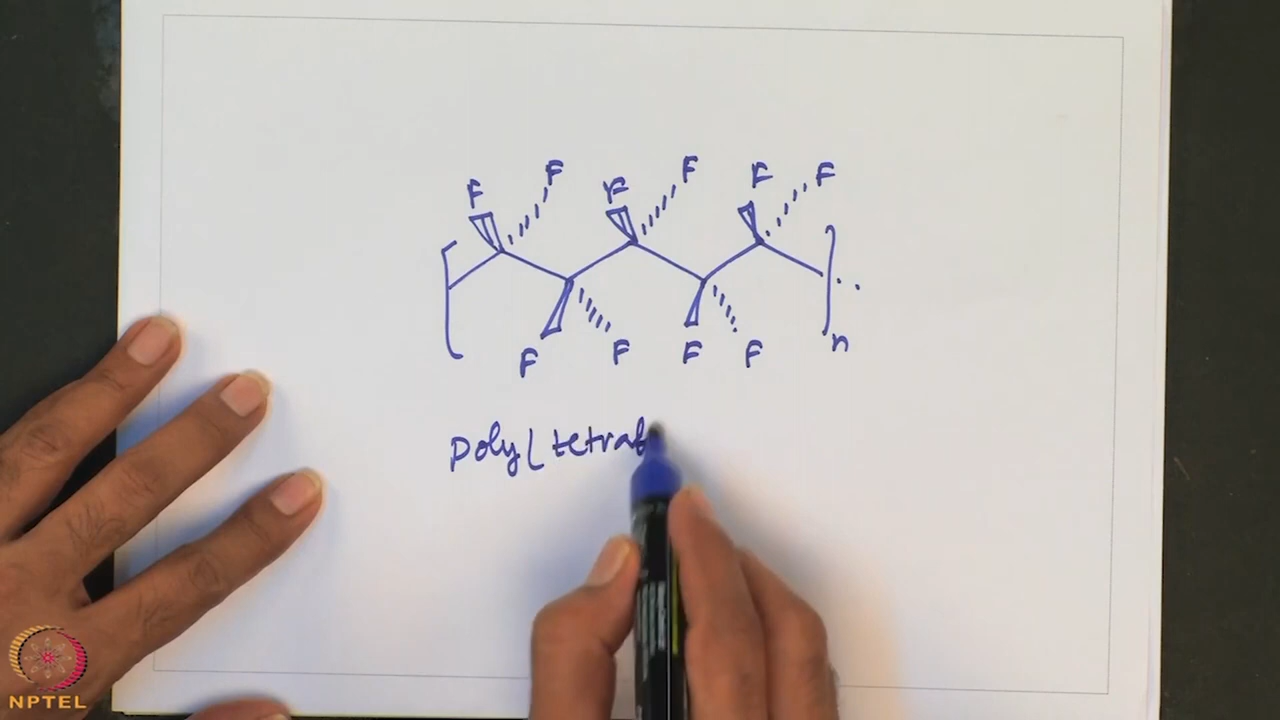 F F F F F F
F F F F
n
poly(tetraf
NPTEL